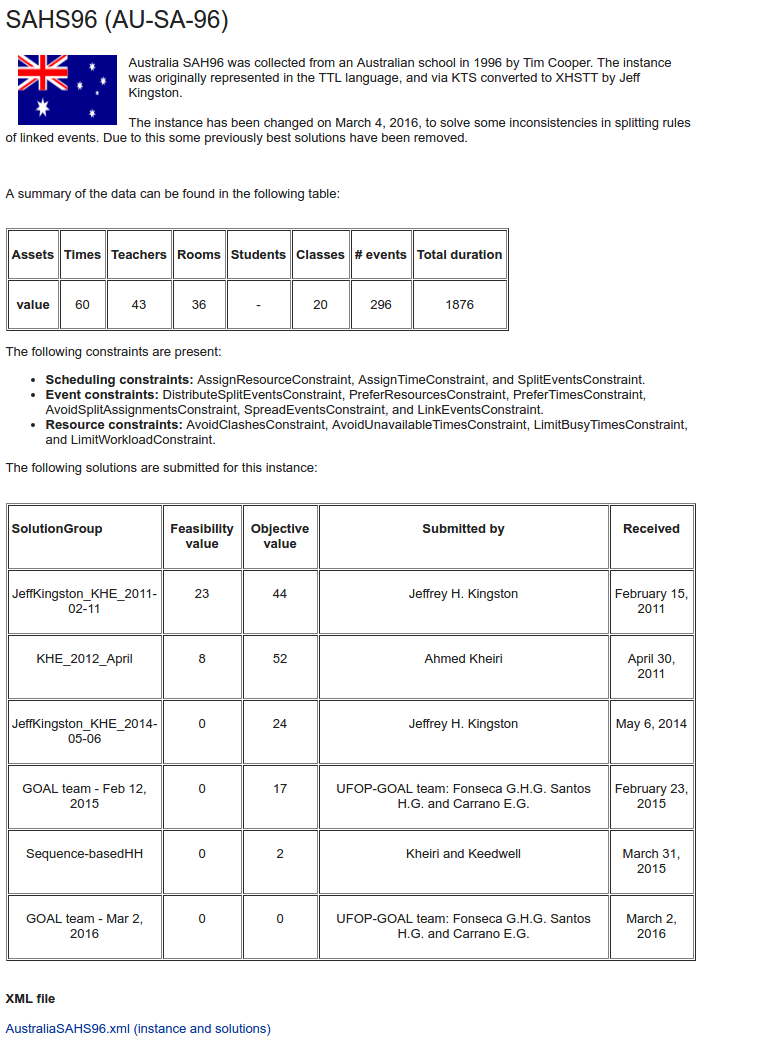 SAHS96 (AU-SA-96)
Australia SAH96 was collected from an Australian school in 1996 by Tim Cooper. The instance
was originally represented in the TTL language, and via KTS converted to XHSTT by Jeff
Kingston.
The instance has been changed on March 4, 2016, to solve some inconsistencies in splitting rules
of linked events. Due to this some previously best solutions have been removed.
A summary of the data can be found in the following table:
Assets Times Teachers Rooms Students Classes # events Total duration
value 60 43 36 - 20 296 1876
The following constraints are present:
• Scheduling constraints: AssignResourceConstraint, AssignTimeConstraint, and SplitEventsConstraint.
• Event constraints: DistributeSplitEventsConstraint, PreferResourcesConstraint, PreferTimesConstraint,
AvoidSplitAssignmentsConstraint, SpreadEventsConstraint, and LinkEventsConstraint.
• Resource constraints: AvoidClashesConstraint, AvoidUnavailableTimesConstraint, LimitBusyTimesConstraint,
and LimitWorkloadConstraint.
The following solutions are submitted for this instance:
SolutionGroup Feasibility Objective Submitted by Received
value value
JeffKingston_KHE_2011- 23 44 Jeffrey H. Kingston February 15,
02-11 2011
KHE_2012_April 8 52 Ahmed Kheiri April 30,
2011
JeffKingston_KHE_2014- 0 24 Jeffrey H. Kingston May 6, 2014
05-06
GOAL team - Feb 12, 0 17 UFOP-GOAL team: Fonseca G.H.G. Santos February 23,
2015 H.G. and Carrano E.G. 2015
Sequence-basedHH 0 2 Kheiri and Keedwell March 31,
2015
GOAL team - Mar 2, 0 0 UFOP-GOAL team: Fonseca G.H.G. Santos March 2,
2016 H.G. and Carrano E.G. 2016
XML file
AustraliaSAHS96.xml (instance and solutions)